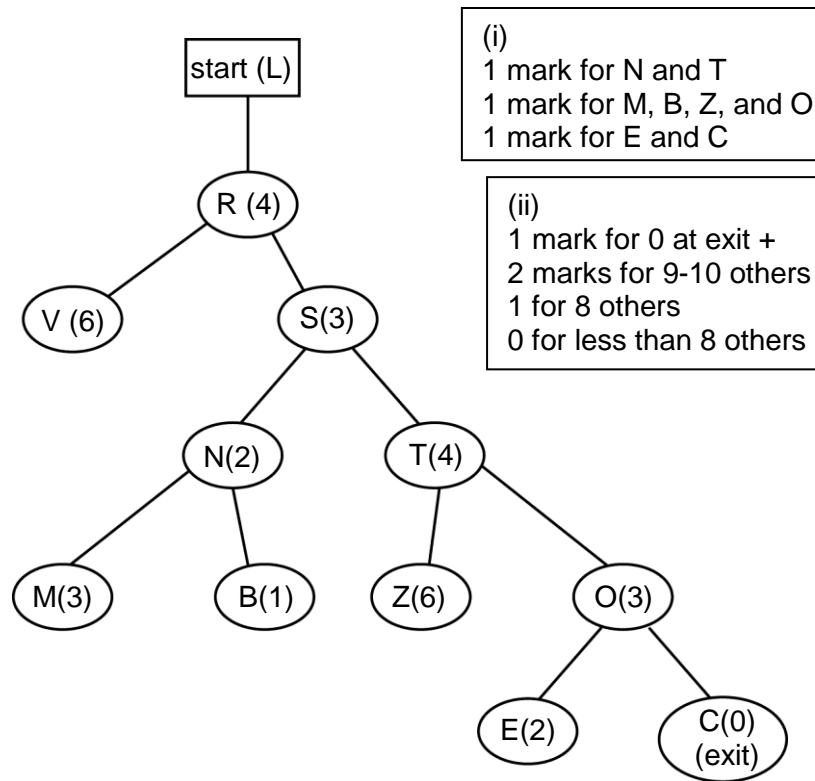 start (L)
(i)
1 mark for N and T
1 mark for M, B, Z, and O
1 mark for E and C
R (4)
(ii)
1 mark for 0 at exit +
2 marks for 9-10 others
1 for 8 others
0 for less than 8 others
V (6)
S(3)
N(2)
T(4)
M(3)
B(1)
Z(6)
O(3)
E(2)
C(0)
(exit)